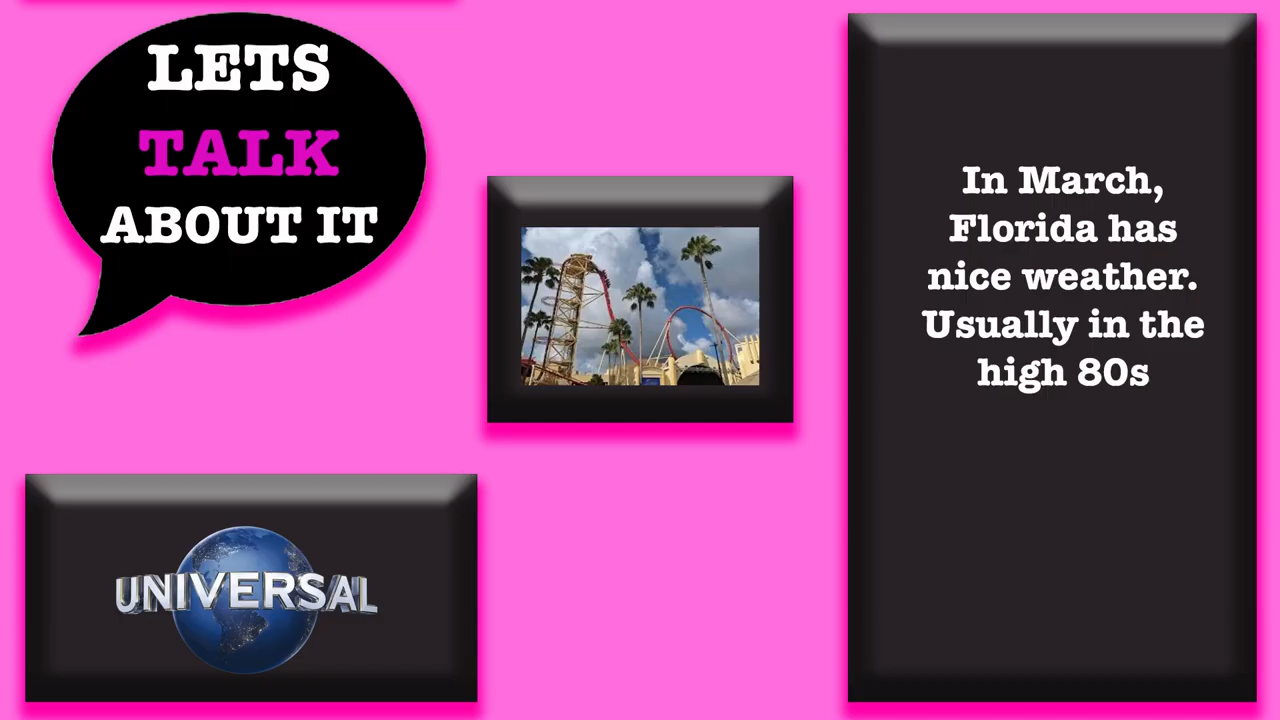 LETS
TALK
ABOUT IT
In March,
Florida has
nice weather.
Usually in the
high 80s
UNIVERSAL